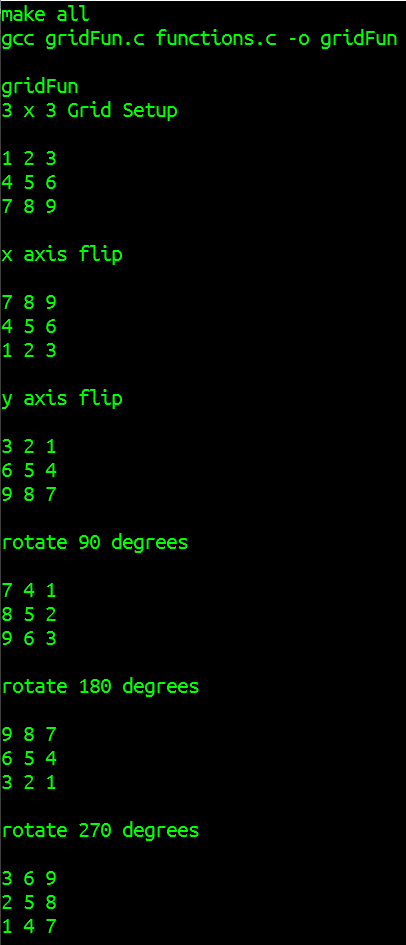 make all
gcc gridFun.c functions.c -o gridFun
gridFun
3 x 3 Grid Setup
1 2 3
4 5 6
7 8 9
x axis flip
7 8 9
4 5 6
1 2 3
y axis flip
3 2 1
6 5 4
9 8 7
rotate 90 degrees
7 4 1
8 5 2
9 6 3
rotate 180 degrees
9 8 7
6 5 4
3 2 1
rotate 270 degrees
3 6 9
2 5 8
1 4 7